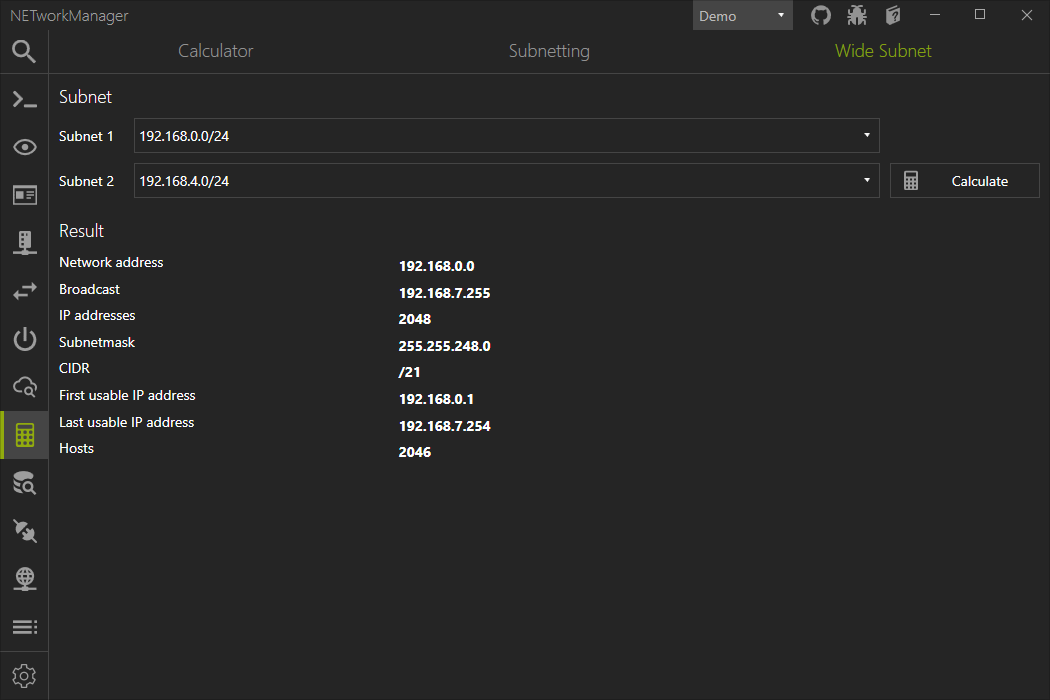 NETworkManager
Demo
Calculator Subnetting Wide Subnet
Subnet
Subnet 1 192.168.0.0/24
Subnet 2 192.168.4.0/24 Calculate
Result
Network address 192.168.0.0
Broadcast 192.168.7.255
IP addresses 2048
Subnetmask 255.255.248.0
CIDR /21
First usable IP address 192.168.0.1
Last usable IP address 192.168.7.254
Hosts 2046